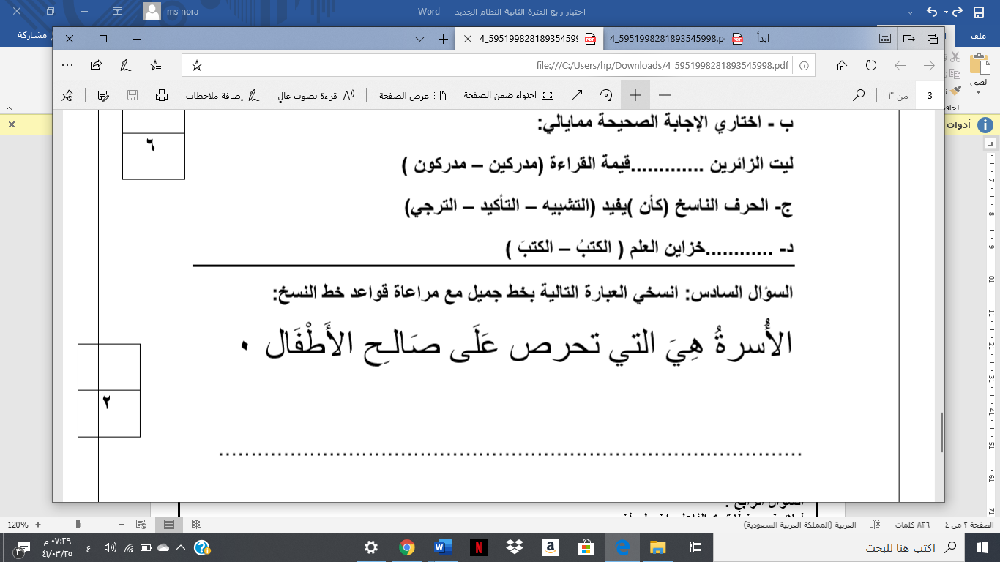 اختبار رابع الفترة الثانية النظام الجديد - Word
ms nora
ملف
مشاركة
لصق
أدوات
ابدأ
4_5951998281893545998.pd
4_595199828189354599
file:///C:/Users/hp/Downloads/4_5951998281893545998.pdf
3 من ٣
احتواء ضمن الصفحة
عرض الصفحة
قراءة بصوت عالٍ
إضافة ملاحظات
ب - اختاري الإجابة الصحيحة ممايالي:
٦
ليت الزائرين .............قيمة القراءة (مدركين – مدركون )
ج- الحرف الناسخ (كأن )يفيد (التشبيه – التأكيد – الترجي)
د- ............خزاين العلم ( الكتبُ – الكتبَ )
السؤال السادس: انسخي العبارة التالية بخط جميل مع مراعاة قواعد خط النسخ:
الأُسرةُ هِيَ التي تحرص عَلَى صَالِح الأَطْفَال ٠
٢
السؤال الرابع :
الصفحة ٢ من ٤
٨٣٦ كلمات
العربية (المملكة العربية السعودية)
120%
اكتب هنا للبحث
ع
٠٧:٢٩ م
٤١/٠٣/٢٥
٣